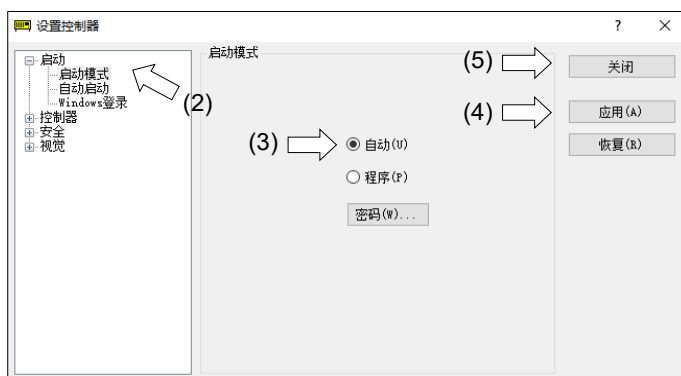 设置控制器
?
×
启动
启动模式
自动启动
Windows登录
控制器
安全
视觉
(2)
启动模式
(3)
自动(U)
程序(P)
密码(W)...
(5)
关闭
(4)
应用(A)
恢复(R)